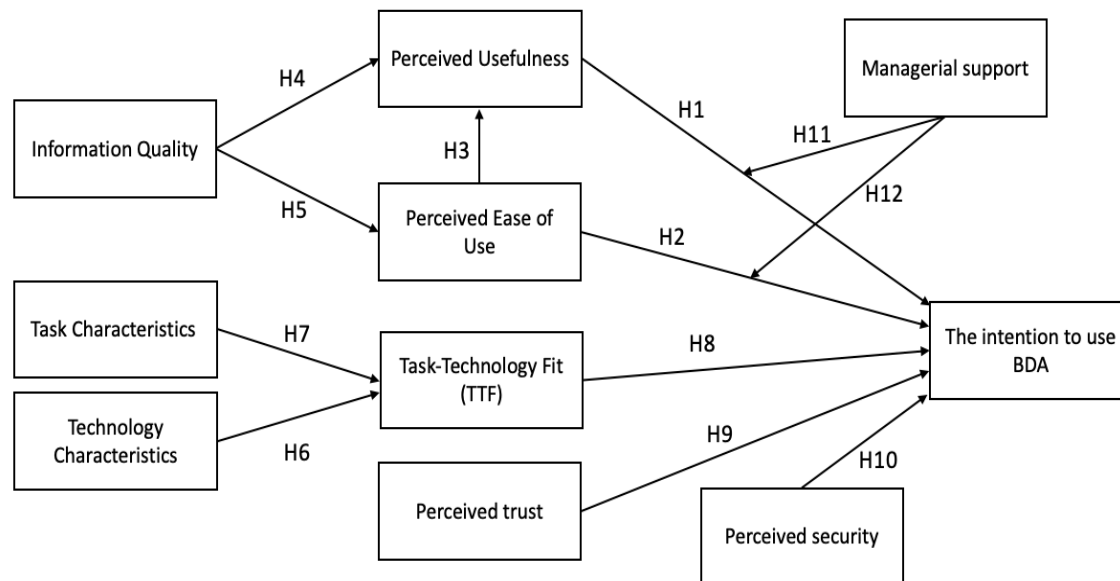 Perceived Usefulness
Managerial support
H4
H1
Information Quality
H3
H11
H5
H12
Perceived Ease of
Use
H2
Task Characteristics
H7
Task-Technology Fit
(TTF)
H8
The intention to use
BDA
Technology
Characteristics
H6
H9
Perceived trust
H10
Perceived security